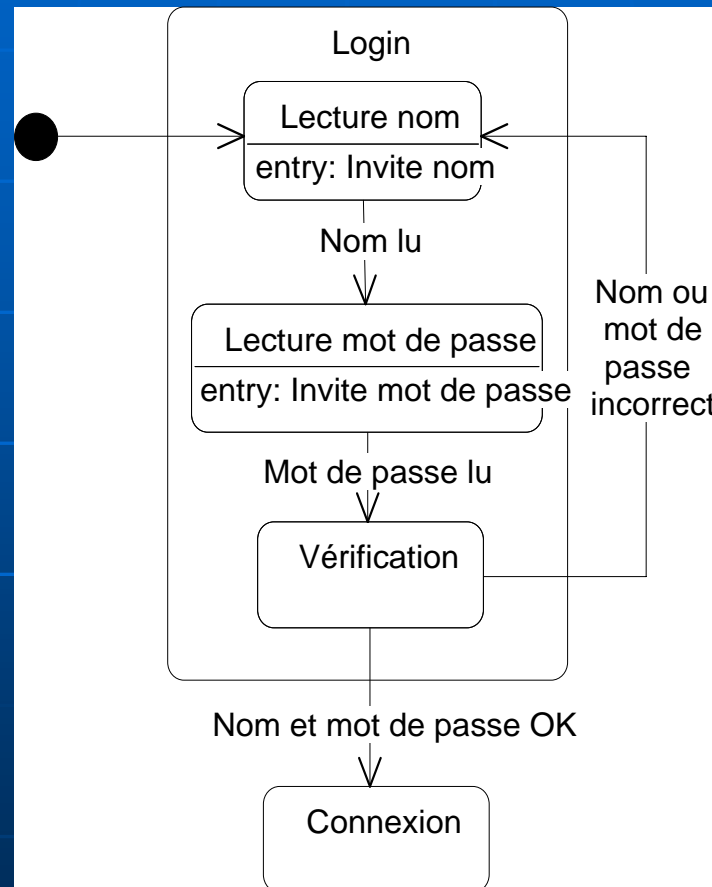 Login
Lecture nom
entry: Invite nom
Nom lu
Lecture mot de passe
entry: Invite mot de passe
Nom ou
mot de
passe
incorrect
Mot de passe lu
Vérification
Nom et mot de passe OK
Connexion